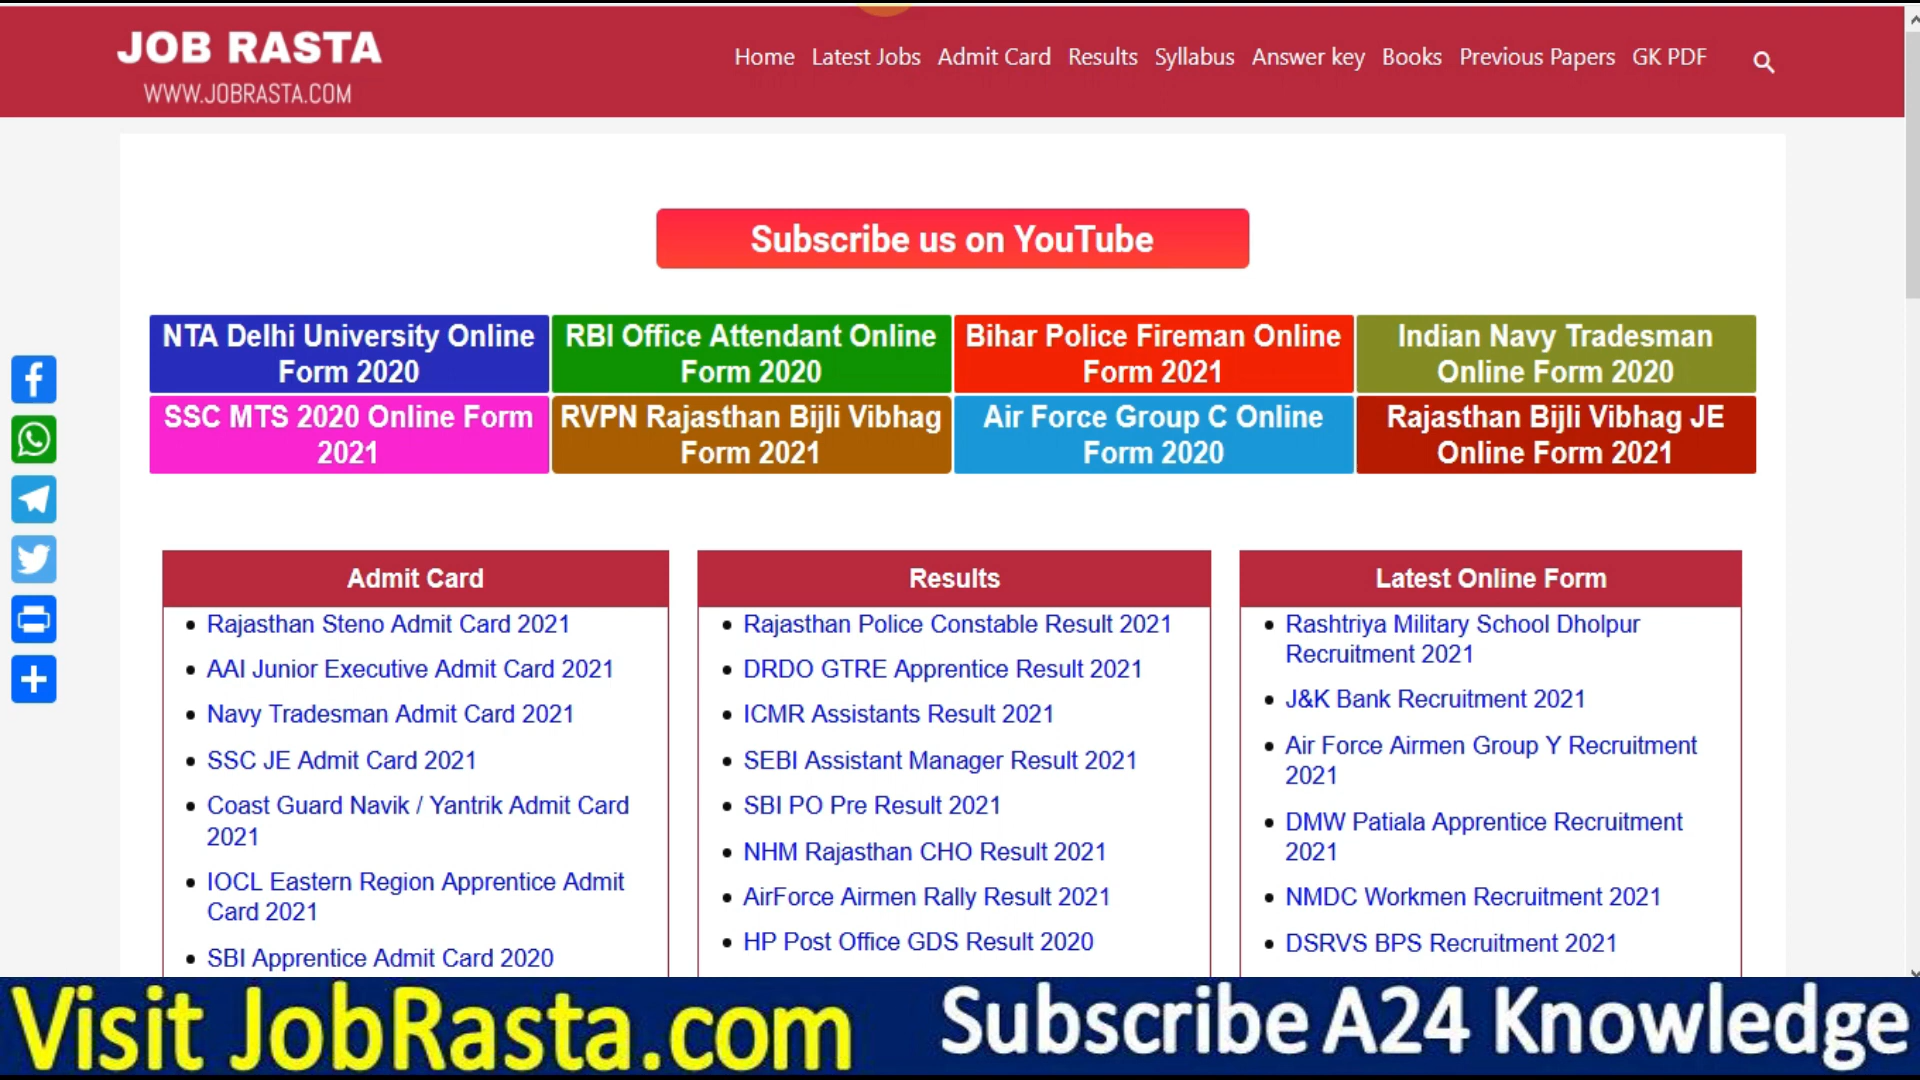 JOB RASTA
WWW.JOBRASTA.COM
Home Latest Jobs Admit Card Results Syllabus Answer key Books Previous Papers GK PDF
Subscribe us on YouTube
NTA Delhi University Online
Form 2020
RBI Office Attendant Online
Form 2020
Bihar Police Fireman Online
Form 2021
Indian Navy Tradesman
Online Form 2020
SSC MTS 2020 Online Form
2021
RVPN Rajasthan Bijli Vibhag
Form 2021
Air Force Group C Online
Form 2020
Rajasthan Bijli Vibhag JE
Online Form 2021
Admit Card
Rajasthan Steno Admit Card 2021
AAI Junior Executive Admit Card 2021
Navy Tradesman Admit Card 2021
SSC JE Admit Card 2021
Coast Guard Navik / Yantrik Admit Card
2021
IOCL Eastern Region Apprentice Admit
Card 2021
SBI Apprentice Admit Card 2020
Results
Rajasthan Police Constable Result 2021
DRDO GTRE Apprentice Result 2021
ICMR Assistants Result 2021
SEBI Assistant Manager Result 2021
SBI PO Pre Result 2021
NHM Rajasthan CHO Result 2021
AirForce Airmen Rally Result 2021
HP Post Office GDS Result 2020
Latest Online Form
Rashtriya Military School Dholpur
Recruitment 2021
J&K Bank Recruitment 2021
Air Force Airmen Group Y Recruitment
2021
DMW Patiala Apprentice Recruitment
2021
NMDC Workmen Recruitment 2021
DSRVS BPS Recruitment 2021
Visit JobRasta.com Subscribe A24 Knowledge